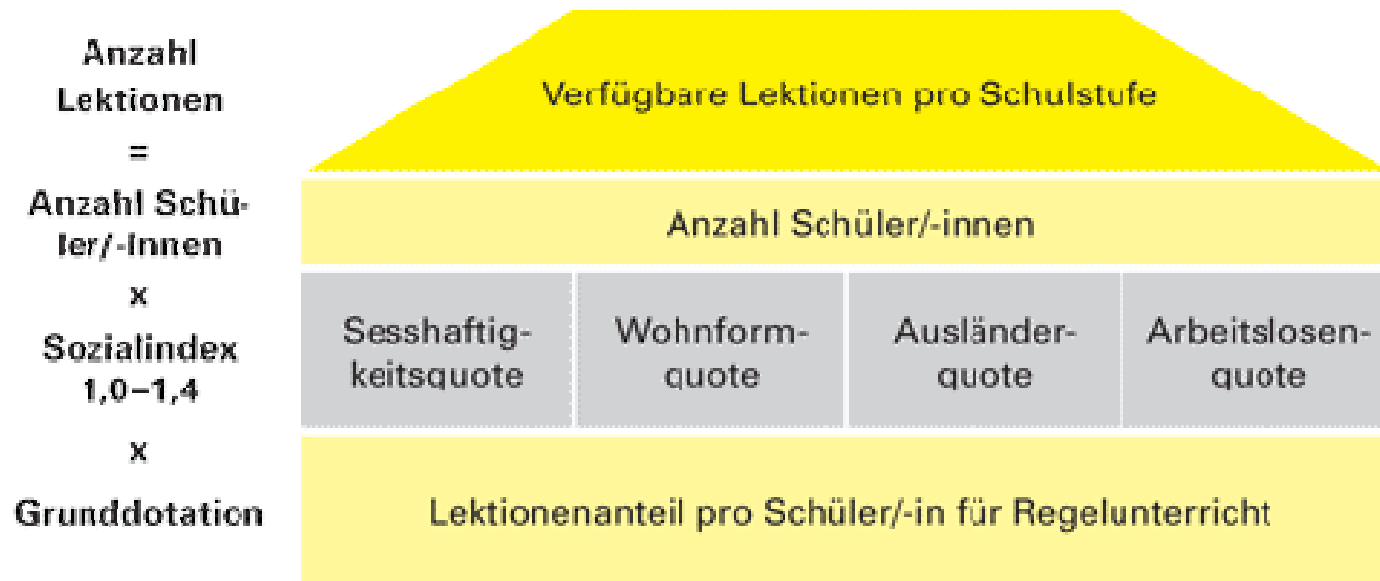 Anzahl
Lektionen
=
Anzahl Schü-
ler/-Innen
x
Sozialindex
1,0–1,4
x
Grunddotation
Verfügbare Lektionen pro Schulstufe
Anzahl Schüler/-innen
Sesshaftig-
keitsquote
Wohnform-
quote
Ausländer-
quote
Arbeitslosen-
quote
Lektionenanteil pro Schüler/-in für Regelunterricht